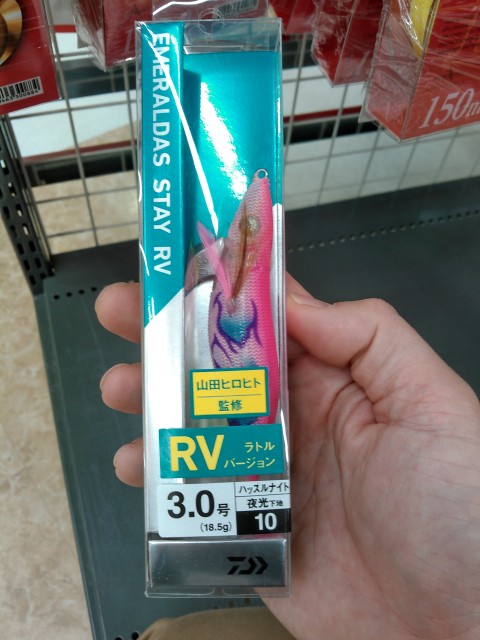 EMERALDAS STAY RV
山田ヒロヒト
監修
RV ラトル
バージョン
3.0号
(18.5g)
ハッスルナイト
夜光下地
10
150m